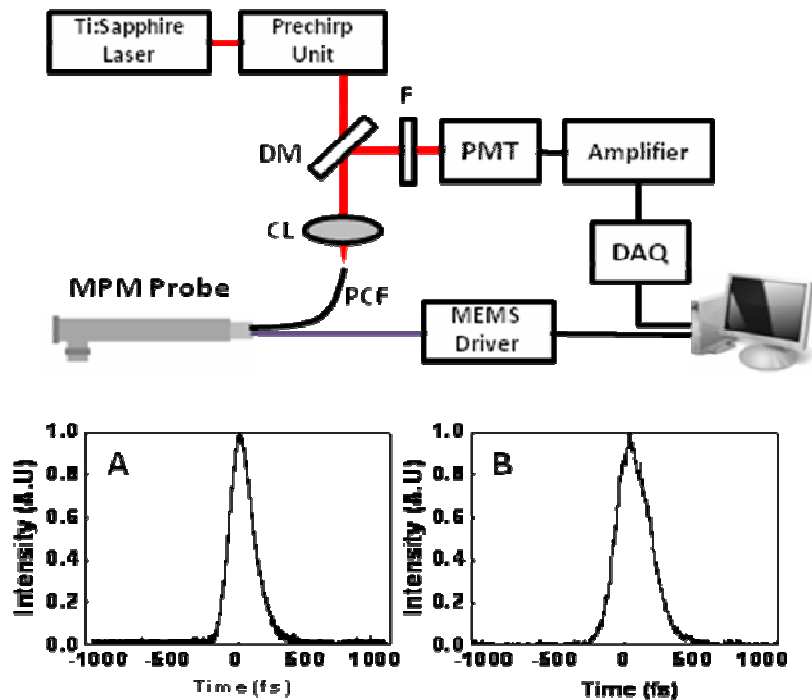 Ti:Sapphire
Laser
Prechirp
Unit
F
DM
PMT
Amplifier
CL
DAQ
MPM Probe
PCF
MEMS
Driver
A
Intensity (A.U)
1.0
0.8
0.6
0.4
0.2
0.0
-1000 -500 0 500 1000
Time (fs)
B
Intensity (A.U)
1.0
0.8
0.6
0.4
0.2
0.0
-1000 -500 0 500 1000
Time (fs)